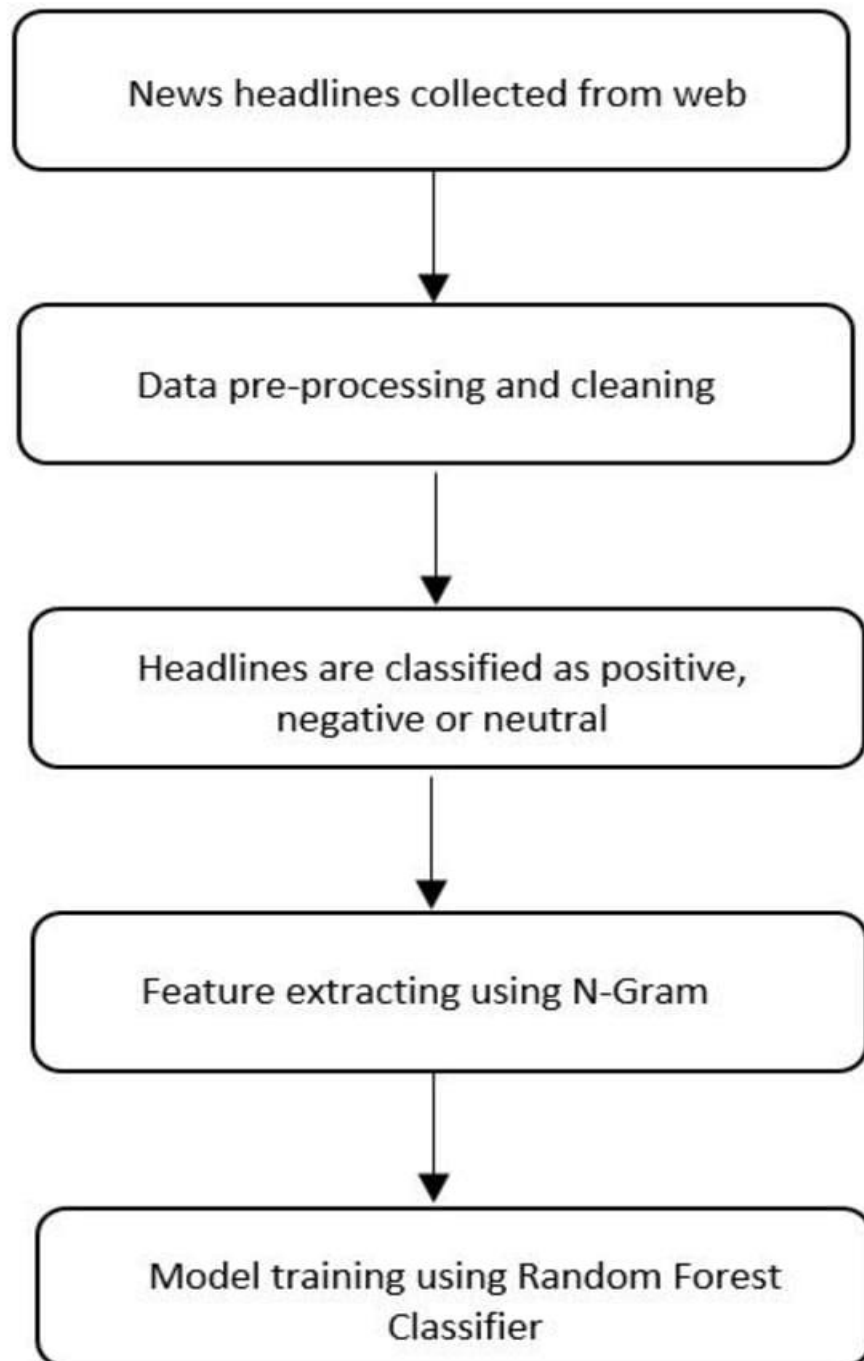 News headlines collected from web
Data pre-processing and cleaning
Headlines are classified as positive,
negative or neutral
Feature extracting using N-Gram
Model training using Random Forest
Classifier